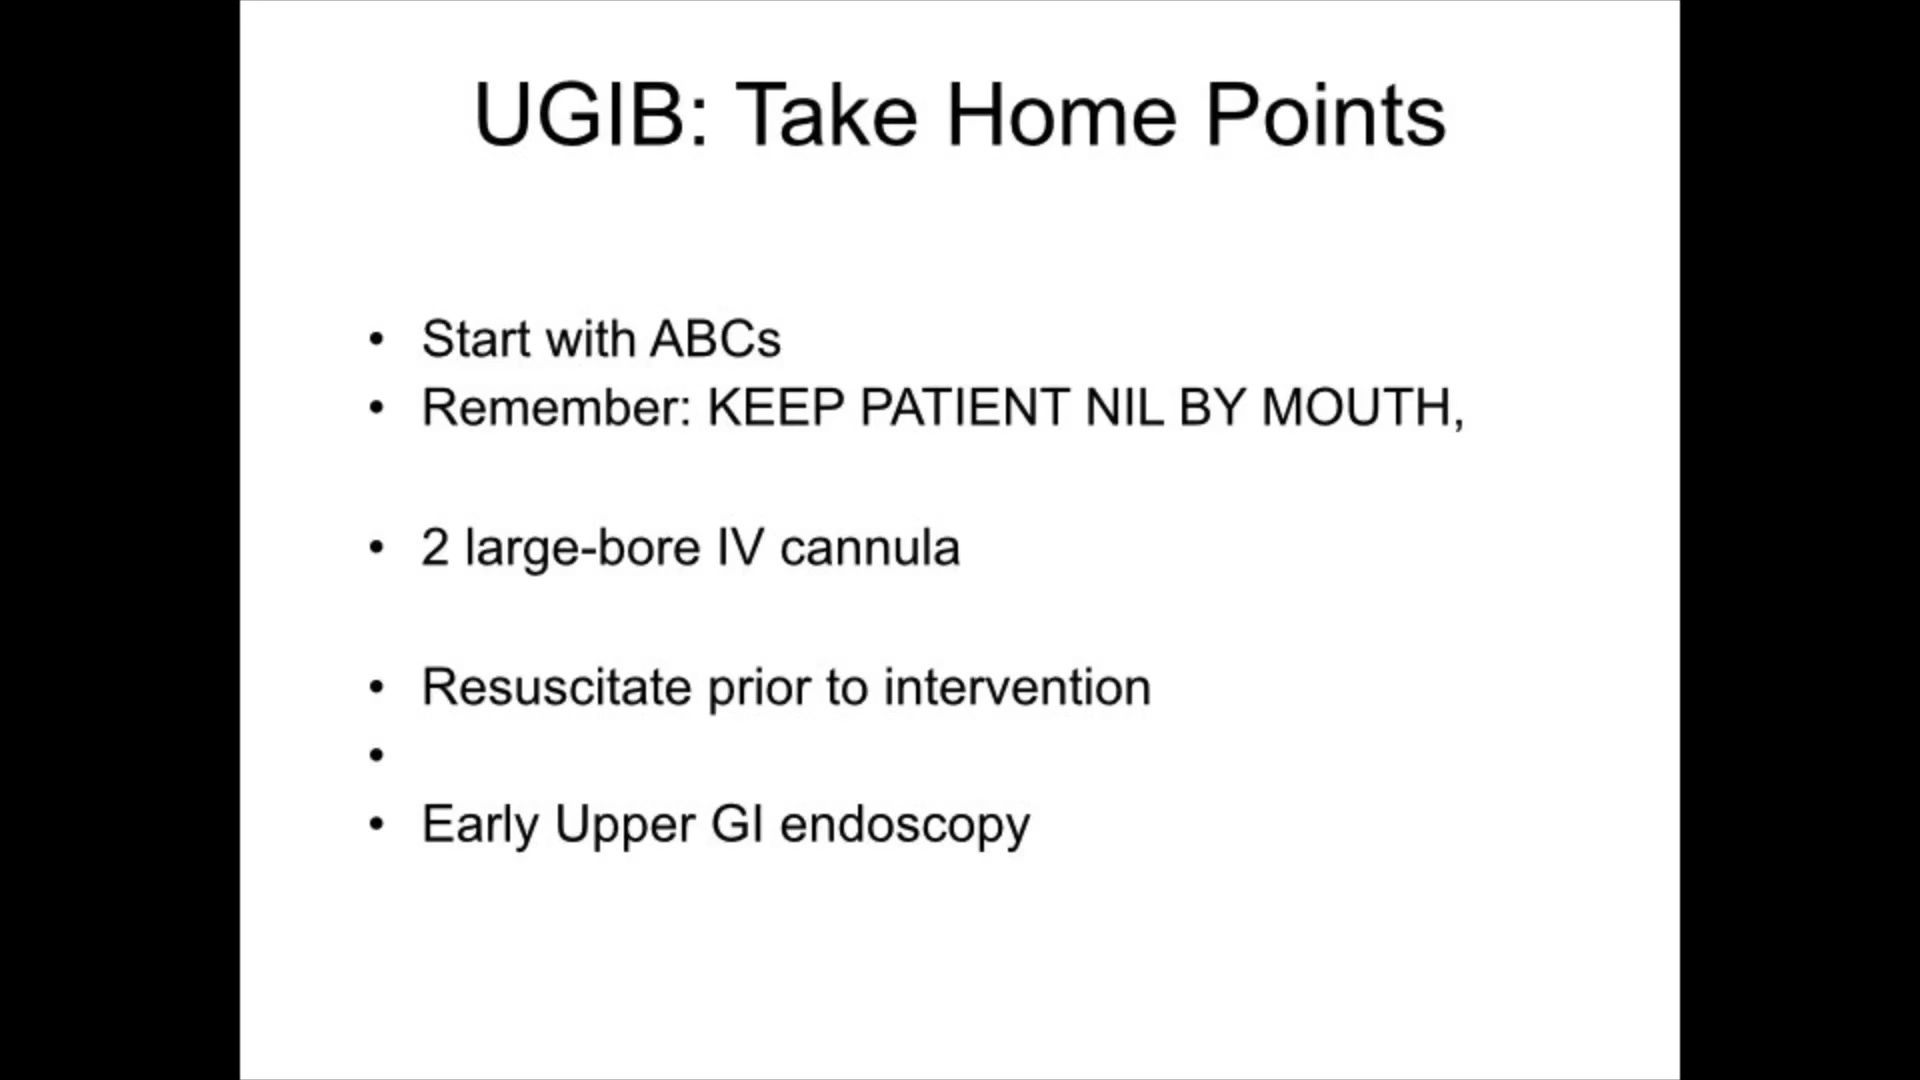 UGIB: Take Home Points
• Start with ABCs
• Remember: KEEP PATIENT NIL BY MOUTH,
• 2 large-bore IV cannula
• Resuscitate prior to intervention
•
• Early Upper GI endoscopy